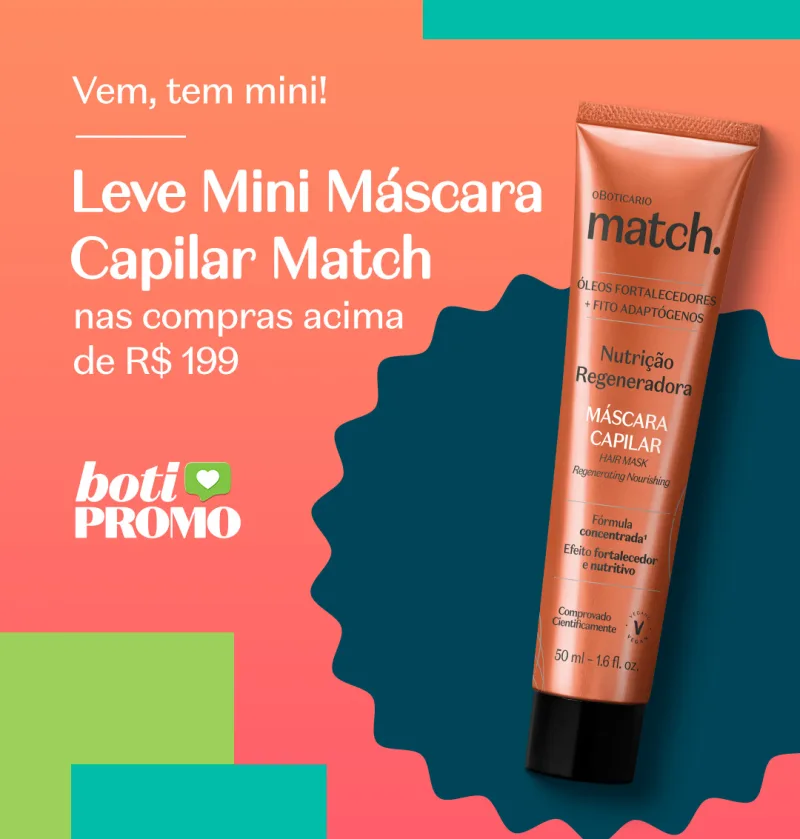 Vem, tem mini!
Leve Mini Máscara
Capilar Match
nas compras acima
de R$ 199
boti
PROMO
oBOTICARIO
match.
ÓLEOS FORTALECEDORES
+ FITO ADAPTÓGENOS
Nutrição
Regeneradora
MÁSCARA
CAPILAR
HAIR MASK
Regenerating Nourishing
Fórmula
concentrada¹
Efeito fortalecedor
e nutritivo
Comprovado
Cientificamente
50 ml - 1.6 fl. oz.